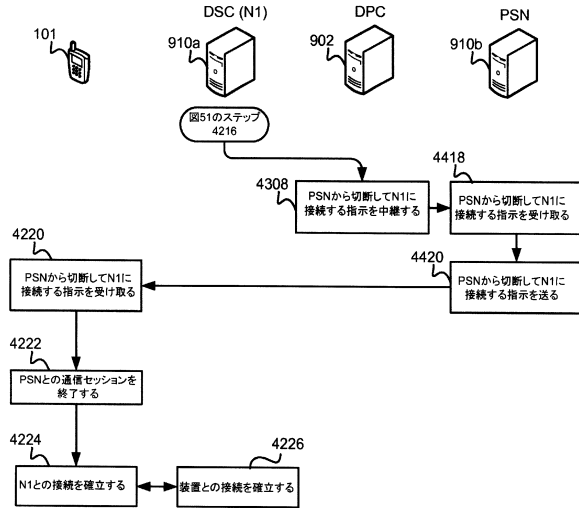 DSC (N1)
DPC
PSN
101
910a
902
910b
図51のステップ
4216
4308
PSNから切断してN1に
接続する指示を中継する
4418
PSNから切断してN1に
接続する指示を受け取る
4220
PSNから切断してN1に
接続する指示を受け取る
4420
PSNから切断してN1に
接続する指示を送る
4222
PSNとの通信セッションを
終了する
4224
N1との接続を確立する
4226
装置との接続を確立する